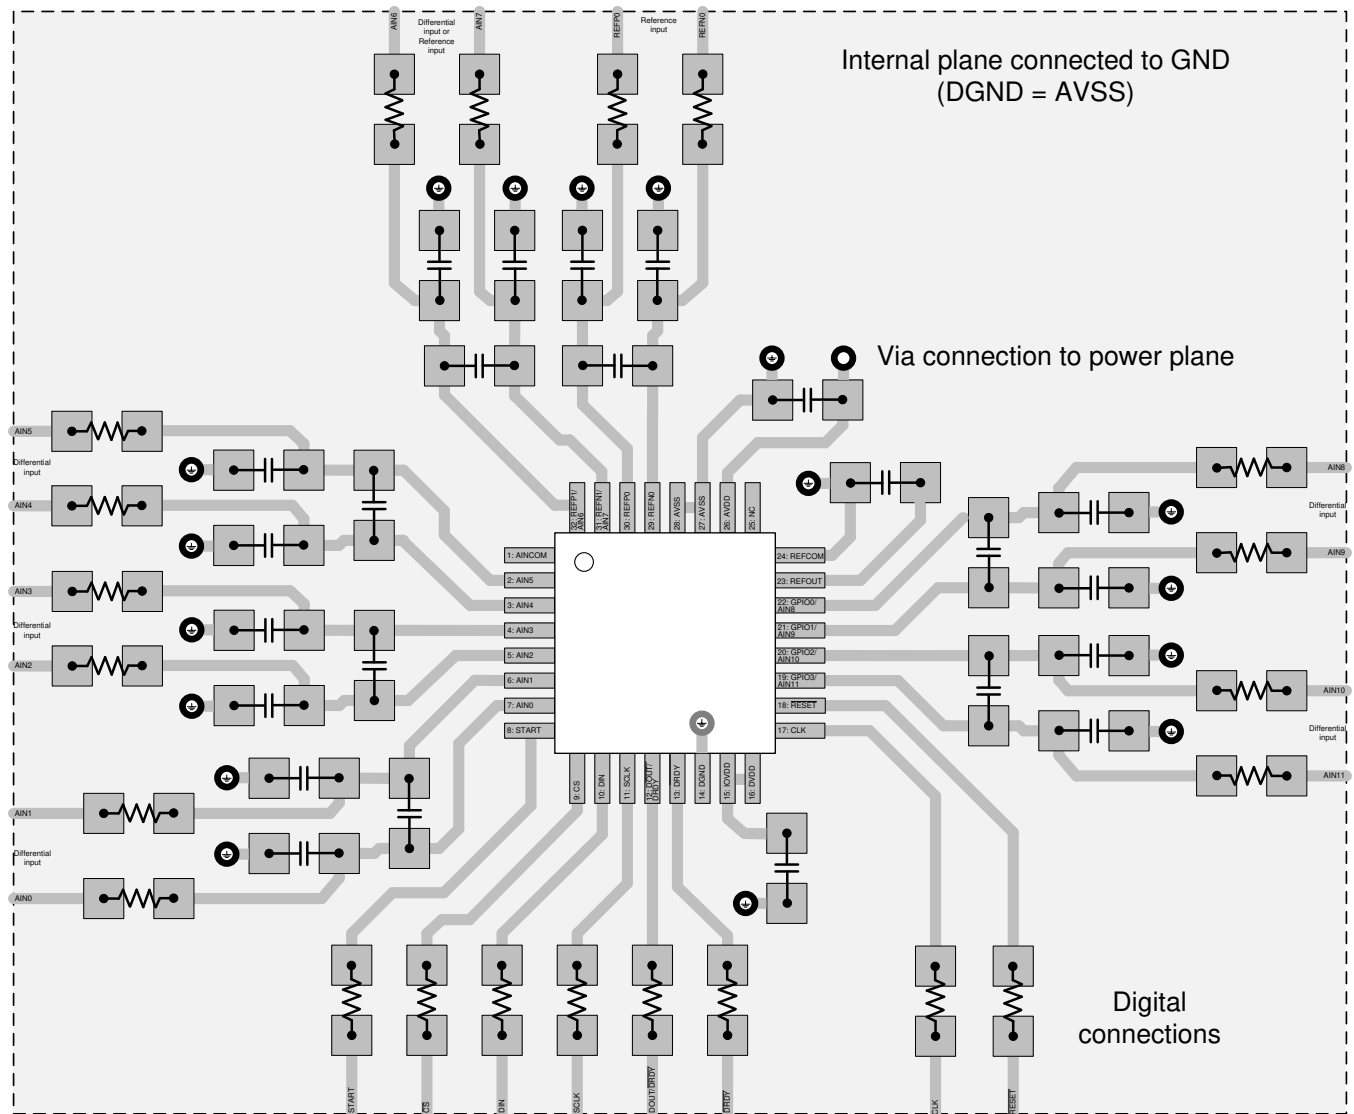 AIN6
Differential
input or
Reference
input
AIN7
REFP0
Reference
input
REFN0
Internal plane connected to GND
(DGND = AVSS)
Via connection to power plane
AIN5
Differential
input
AIN4
AIN3
Differential
input
AIN2
AIN1
Differential
input
AIN0
AIN8
Differential
input
AIN9
AIN10
Differential
input
AIN11
32: REFP1/
AIN6
31: REFN1/
AIN7
30: REFP0
29: REFN0
28: AVSS
27: AVSS
26: AVDD
25: NC
1: AINCOM
2: AIN5
3: AIN4
4: AIN3
5: AIN2
6: AIN1
7: AIN0
8: START
24: REFCOM
23: REFOUT
22: GPIO0/
AIN8
21: GPIO1/
AIN9
20: GPIO2/
AIN10
19: GPIO3/
AIN11
18: RESET
17: CLK
9: CS
10: DIN
11: SCLK
12: DOUT/
DRDY
13: DRDY
14: DGND
15: IOVDD
16: DVDD
START
CS
DIN
SCLK
DOUT/DRDY
DRDY
CLK
RESET
Digital
connections